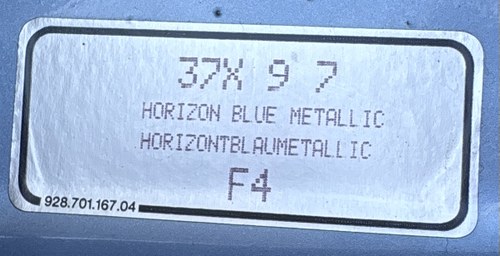 37X 9 7
HORIZON BLUE METALLIC
HORIZONTBLAUMETALLIC
F4
928.701.167.04